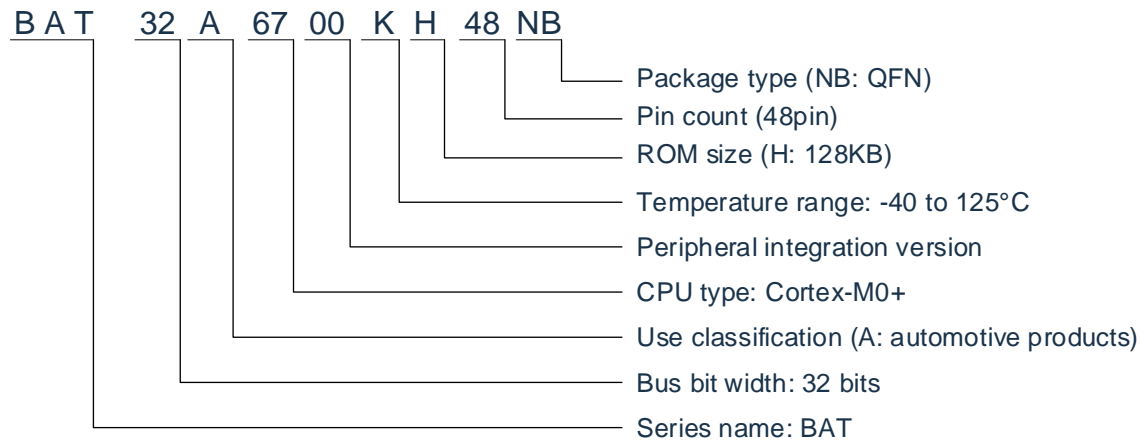 BAT 32 A 67 00 K H 48 NB
Package type (NB: QFN)
Pin count (48pin)
ROM size (H: 128KB)
Temperature range: -40 to 125°C
Peripheral integration version
CPU type: Cortex-M0+
Use classification (A: automotive products)
Bus bit width: 32 bits
Series name: BAT